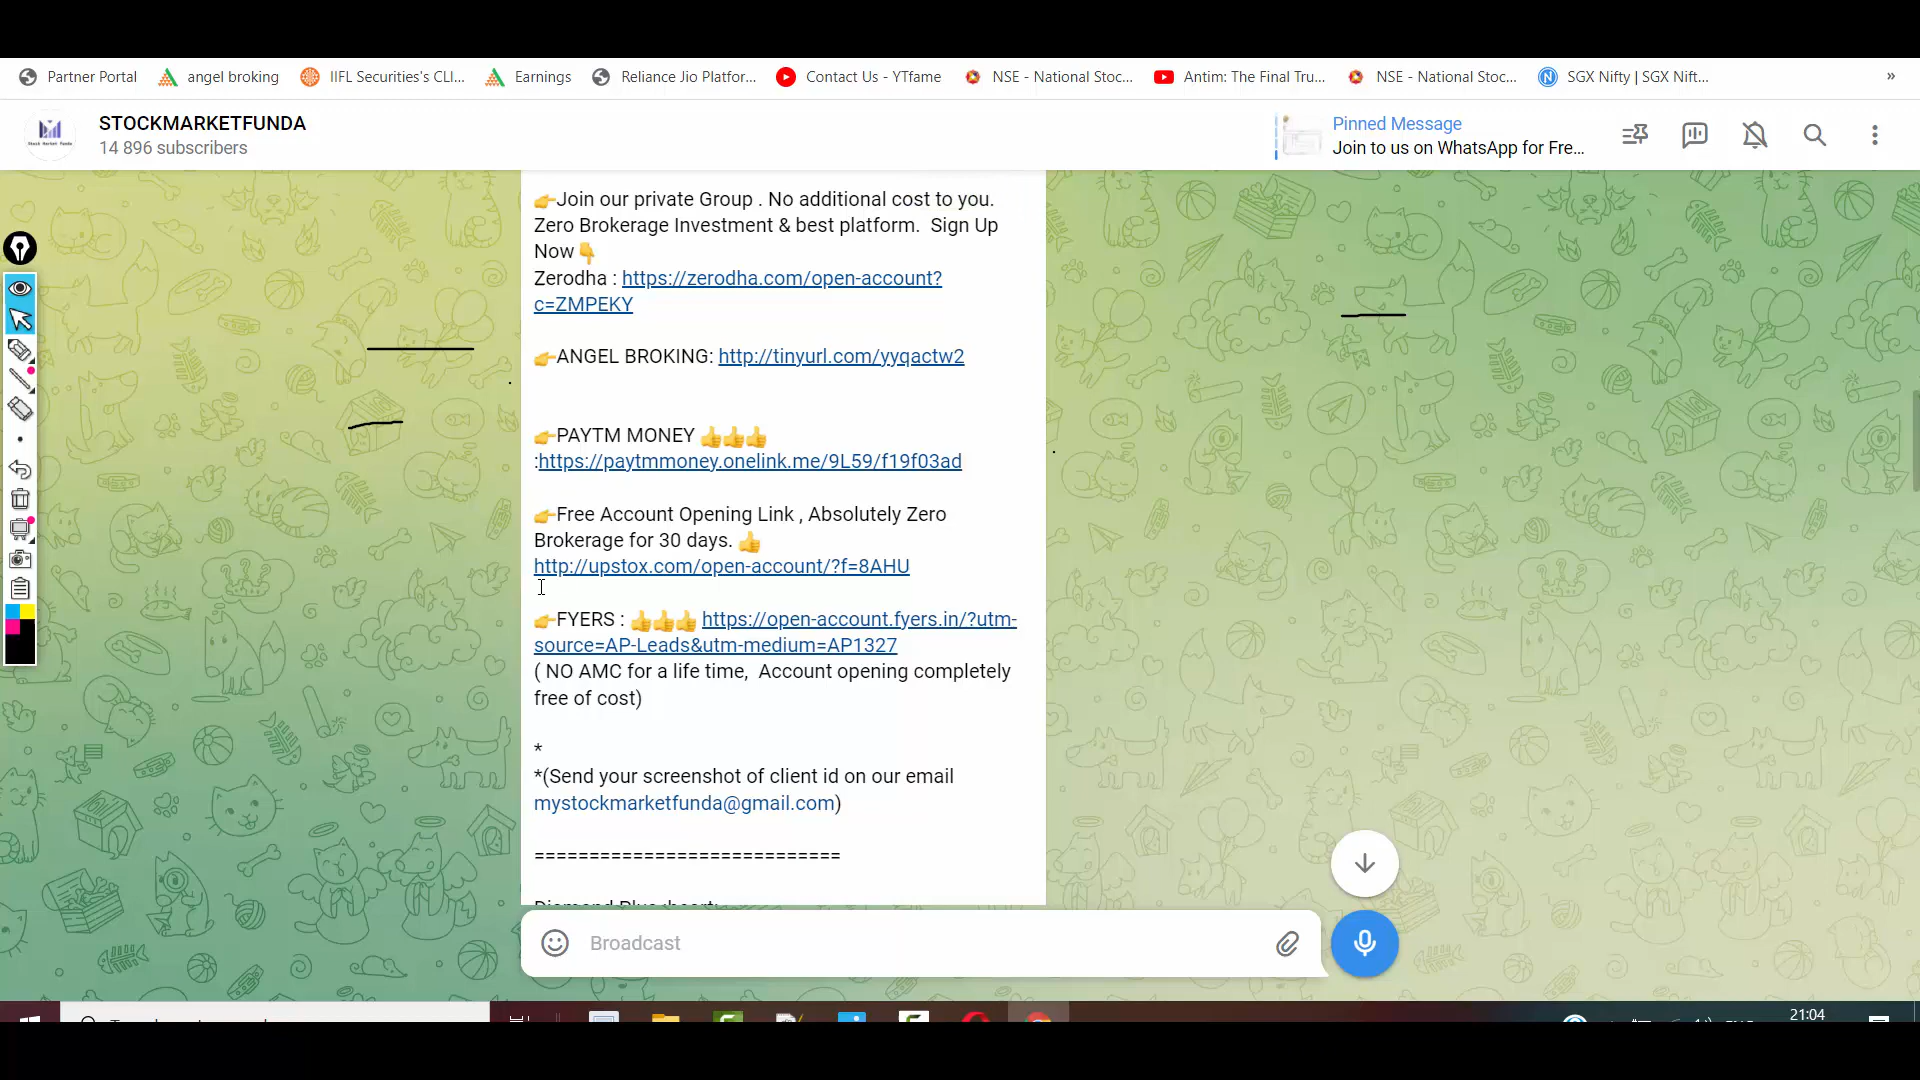 Partner Portal angel broking IIFL Securities's CLI... Earnings Reliance Jio Platfor... Contact Us - YTfame NSE - National Stoc... Antim: The Final Tru... NSE - National Stoc... SGX Nifty | SGX Nift... »
STOCKMARKETFUNDA
14 896 subscribers
Pinned Message
Join to us on WhatsApp for Fre...
👉Join our private Group . No additional cost to you.
Zero Brokerage Investment & best platform. Sign Up
Now👇
Zerodha : https://zerodha.com/open-account?
c=ZMPEKY
👉ANGEL BROKING: http://tinyurl.com/yyqactw2
👉PAYTM MONEY 👍👍👍
:https://paytmmoney.onelink.me/9L59/f19f03ad
👉Free Account Opening Link , Absolutely Zero
Brokerage for 30 days. 👍
http://upstox.com/open-account/?f=8AHU
👉FYERS : 👍👍👍 https://open-account.fyers.in/?utm-
source=AP-Leads&utm-medium=AP1327
( NO AMC for a life time, Account opening completely
free of cost)
*
*(Send your screenshot of client id on our email
mystockmarketfunda@gmail.com)
============================
Broadcast
21:04